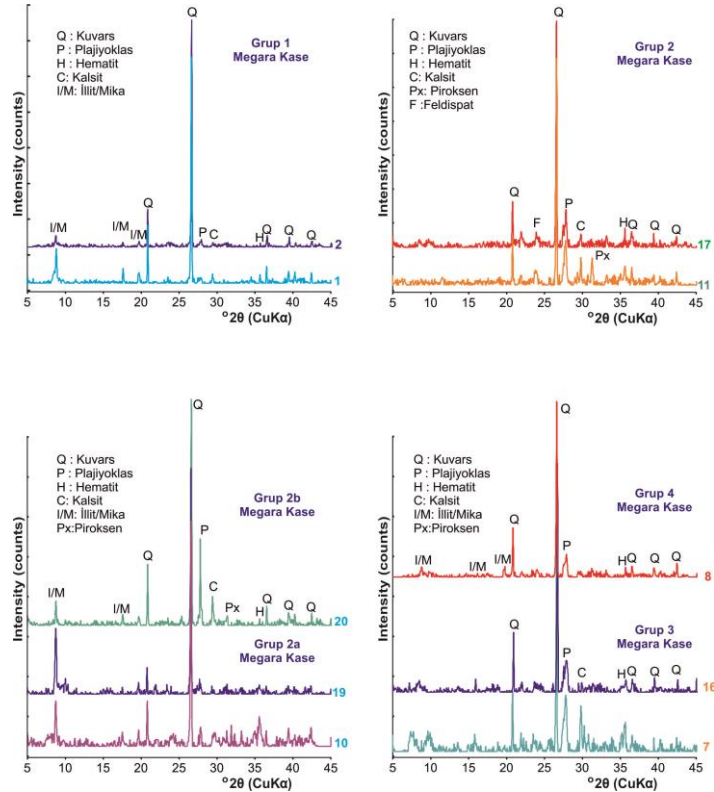 Q : Kuvars
P : Plajiyoklas
H : Hematit
C: Kalsit
I/M: İllit/Mika
Grup 1
Megara Kase
Q
I/M
Q
I/M
I/M
P
C
H
Q
Q
Q
2
1
Intensity (counts)
5 10 15 20 25 30 35 40 45
°2θ (CuKα)
Q : Kuvars
P : Plajiyoklas
H : Hematit
C: Kalsit
Px: Piroksen
F :Feldispat
Grup 2
Megara Kase
Q
Q
F
P
C
Px
H
Q
Q
Q
17
11
Intensity (counts)
5 10 15 20 25 30 35 40 45
°2θ (CuKα)
Q : Kuvars
P : Plajiyoklas
H : Hematit
C: Kalsit
I/M: İllit/Mika
Px:Piroksen
Grup 2b
Megara Kase
Q
I/M
I/M
Q
P
C
Px
H
Q
Q
Q
20
Grup 2a
Megara Kase
19
10
Intensity (counts)
5 10 15 20 25 30 35 40 45
°2θ (CuKα)
Q : Kuvars
P : Plajiyoklas
H : Hematit
C: Kalsit
I/M: İllit/Mika
Px:Piroksen
Grup 4
Megara Kase
Q
I/M
I/M
I/M
Q
P
H
Q
Q
Q
8
Grup 3
Megara Kase
Q
P
C
H
Q
Q
Q
16
7
Intensity (counts)
5 10 15 20 25 30 35 40 45
°2θ (CuKα)